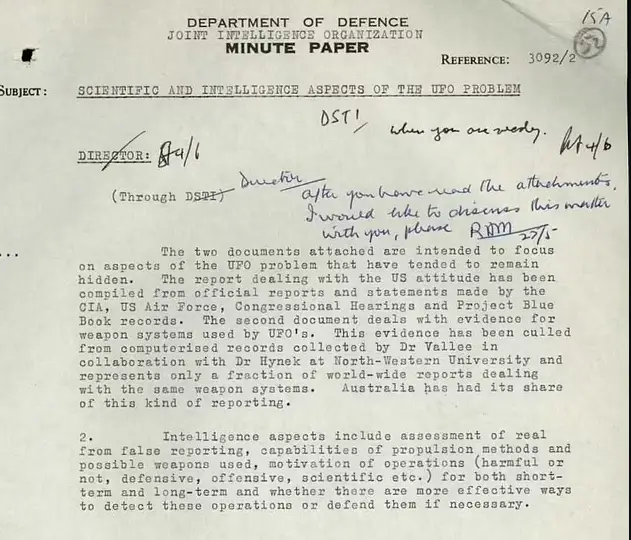 15A
DEPARTMENT OF DEFENCE
JOINT INTELLIGENCE ORGANIZATION
MINUTE PAPER
52
REFERENCE: 3092/2
SUBJECT: SCIENTIFIC AND INTELLIGENCE ASPECTS OF THE UFO PROBLEM
DSTI
when you are ready.
4/6
DIRECTOR: 4/6
(Through DSTI)
Director
After you have read the attachments,
I would like to discuss this matter
with you, please RHM 27/5
...
The two documents attached are intended to focus
on aspects of the UFO problem that have tended to remain
hidden. The report dealing with the US attitude has been
compiled from official reports and statements made by the
CIA, US Air Force, Congressional Hearings and Project Blue
Book records. The second document deals with evidence for
weapon systems used by UFO's. This evidence has been culled
from computerised records collected by Dr Vallee in
collaboration with Dr Hynek at North-Western University and
represents only a fraction of world-wide reports dealing
with the same weapon systems. Australia has had its share
of this kind of reporting.
2. Intelligence aspects include assessment of real
from false reporting, capabilities of propulsion methods and
possible weapons used, motivation of operations (harmful or
not, defensive, offensive, scientific etc.) for both short-
term and long-term and whether there are more effective ways
to detect these operations or defend them if necessary.